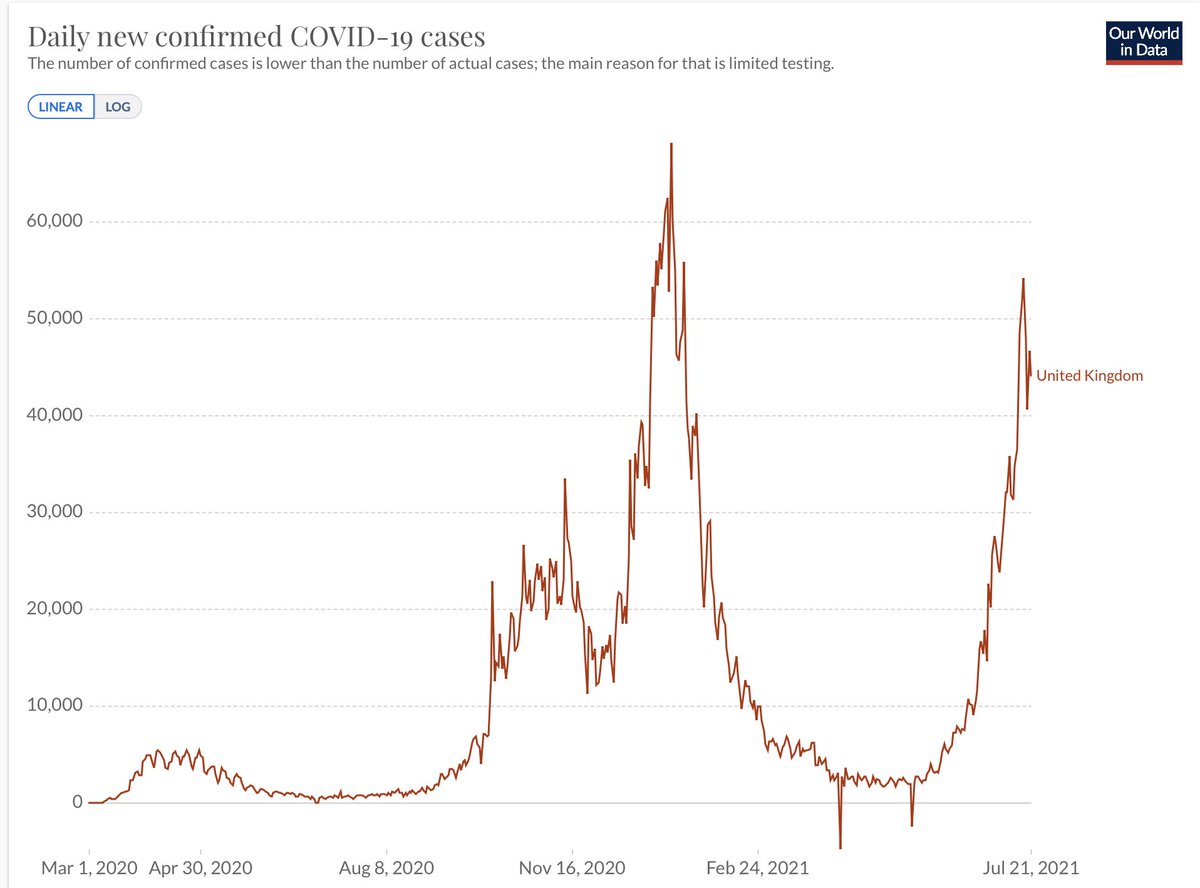 Daily new confirmed COVID-19 cases
The number of confirmed cases is lower than the number of actual cases; the main reason for that is limited testing.
Our World
in Data
LINEAR LOG
60,000
50,000
United Kingdom
40,000
30,000
20,000
10,000
0
Mar 1, 2020 Apr 30, 2020 Aug 8, 2020 Nov 16, 2020 Feb 24, 2021 Jul 21, 2021